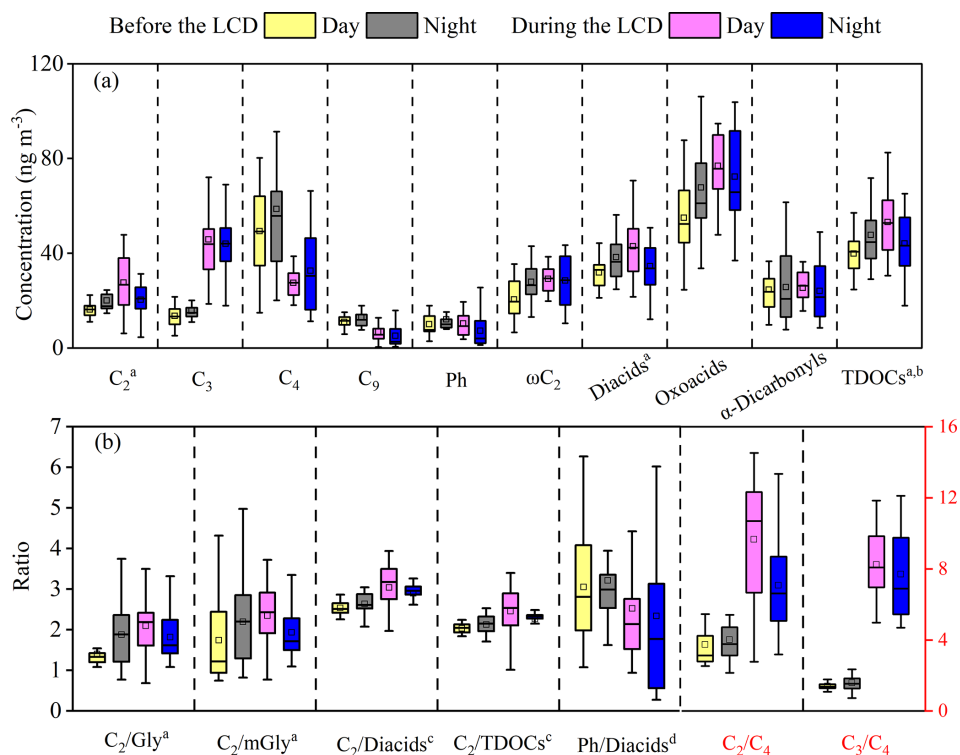 Before the LCD Day Night During the LCD Day Night
(a)
Concentration (ng m⁻³)
120
80
40
0
C₂ᵃ C₃ C₄ C₉ Ph ωC₂ Diacidsᵃ Oxoacids α-Dicarbonyls TDOCsᵃ,ᵇ
(b)
Ratio
7
6
5
4
3
2
1
0
16
12
8
4
0
C₂/Glyᵃ C₂/mGlyᵃ C₂/Diacidsᶜ C₂/TDOCsᶜ Ph/Diacidsᵈ C₂/C₄ C₃/C₄